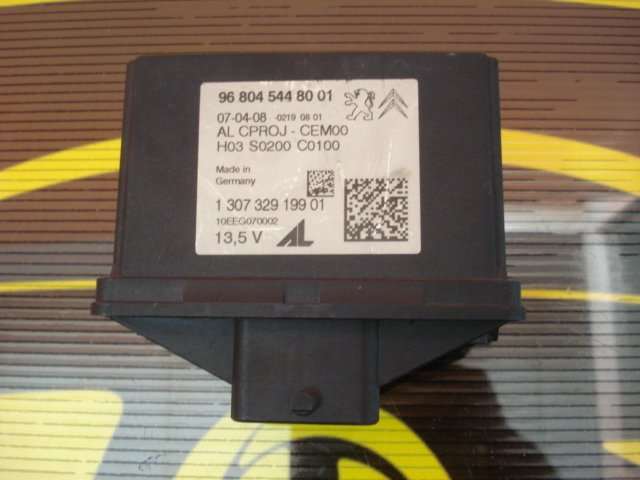 96 804 544 80 01
07-04-08 -0219 08 01
AL CPROJ - CEM00
H03 S0200 C0100
Made in
Germany
1 307 329 199 01
10EEG070002
13,5 V AL